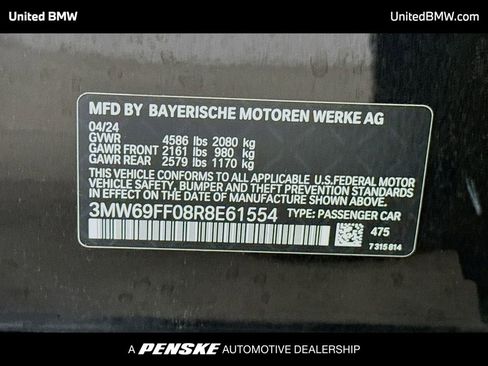 United BMW
UnitedBMW.com
MFD BY BAYERISCHE MOTOREN WERKE AG
04/24
GVWR 4586 lbs 2080 kg
GAWR FRONT 2161 lbs 980 kg
GAWR REAR 2579 lbs 1170 kg
THIS VEHICLE CONFORMS TO ALL APPLICABLE U.S. FEDERAL MOTOR
VEHICLE SAFETY, BUMPER, AND THEFT PREVENTION STANDARDS IN
EFFECT ON THE DATE OF MANUFACTURE SHOWN ABOVE.
3MW69FF08R8E61554 TYPE: PASSENGER CAR
475
7 315 814
A PENSKE AUTOMOTIVE DEALERSHIP